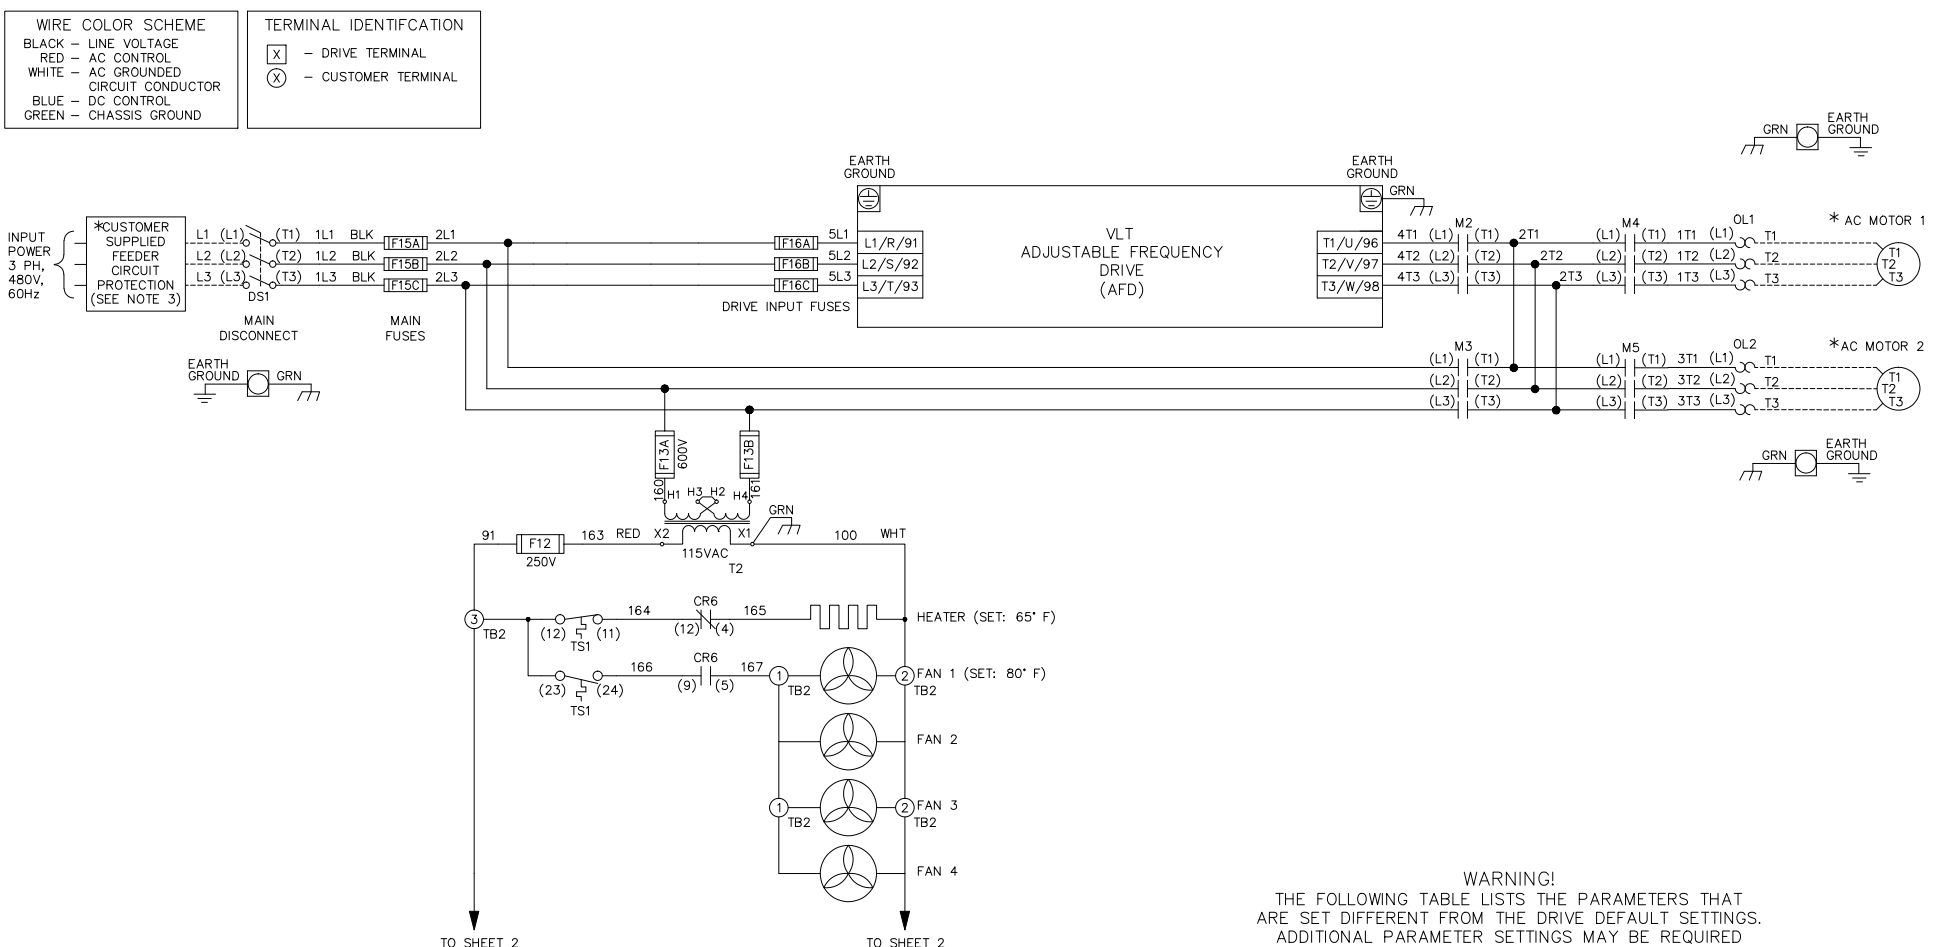 WIRE COLOR SCHEME
BLACK – LINE VOLTAGE
RED – AC CONTROL
WHITE – AC GROUNDED
CIRCUIT CONDUCTOR
BLUE – DC CONTROL
GREEN – CHASSIS GROUND
TERMINAL IDENTIFCATION
X – DRIVE TERMINAL
X – CUSTOMER TERMINAL
GRN EARTH
GROUND
EARTH
GROUND
EARTH
GROUND
GRN
INPUT
POWER
3 PH,
480V,
60Hz
*CUSTOMER
SUPPLIED
FEEDER
CIRCUIT
PROTECTION
(SEE NOTE 3)
L1 (L1) (T1) 1L1 BLK F15A 2L1 F16A 5L1 L1/R/91
L2 (L2) (T2) 1L2 BLK F15B 2L2 F16B 5L2 L2/S/92
L3 (L3) (T3) 1L3 BLK F15C 2L3 F16C 5L3 L3/T/93
DS1
MAIN
DISCONNECT
MAIN
FUSES
DRIVE INPUT FUSES
VLT
ADJUSTABLE FREQUENCY
DRIVE
(AFD)
M2 M4 OL1 * AC MOTOR 1
T1/U/96 4T1 (L1) (T1) 2T1 (L1) (T1) 1T1 (L1) T1 T1
T2/V/97 4T2 (L2) (T2) 2T2 (L2) (T2) 1T2 (L2) T2 T2
T3/W/98 4T3 (L3) (T3) 2T3 (L3) (T3) 1T3 (L3) T3 T3
M3 M5 OL2 *AC MOTOR 2
(L1) (T1) (L1) (T1) 3T1 (L1) T1 T1
(L2) (T2) (L2) (T2) 3T2 (L2) T2 T2
(L3) (T3) (L3) (T3) 3T3 (L3) T3 T3
EARTH
GROUND GRN
GRN EARTH
GROUND
F13A
600V
F13B
160
161
H1 H3 H2 H4
GRN
91 F12 163 RED X2 X1 100 WHT
250V
115VAC
T2
3
TB2
(12) (11)
TS1
164
CR6
(12) (4)
165
HEATER (SET: 65° F)
(23) (24)
TS1
166
CR6
(9) (5)
167
1
TB2
2
TB2
FAN 1 (SET: 80° F)
FAN 2
1
TB2
2
TB2
FAN 3
FAN 4
TO SHEET 2
TO SHEET 2
WARNING!
THE FOLLOWING TABLE LISTS THE PARAMETERS THAT
ARE SET DIFFERENT FROM THE DRIVE DEFAULT SETTINGS.
ADDITIONAL PARAMETER SETTINGS MAY BE REQUIRED